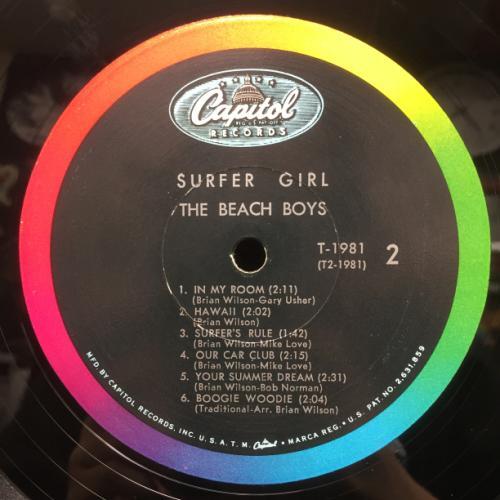 Capitol
REG. U.S. PAT. OFF.
RECORDS
SURFER GIRL
THE BEACH BOYS
T-1981
(T2-1981)
2
1. IN MY ROOM (2:11)
(Brian Wilson-Gary Usher)
2. HAWAII (2:02)
(Brian Wilson)
3. SURFER'S RULE (1:42)
(Brian Wilson-Mike Love)
4. OUR CAR CLUB (2:15)
(Brian Wilson-Mike Love)
5. YOUR SUMMER DREAM (2:31)
(Brian Wilson-Bob Norman)
6. BOOGIE WOODIE (2:04)
(Traditional-Arr. Brian Wilson)
MFD BY CAPITOL RECORDS, INC. U.S.A. T.M. Capitol • MARCA REG. • U.S. PAT. NO. 2,631,859